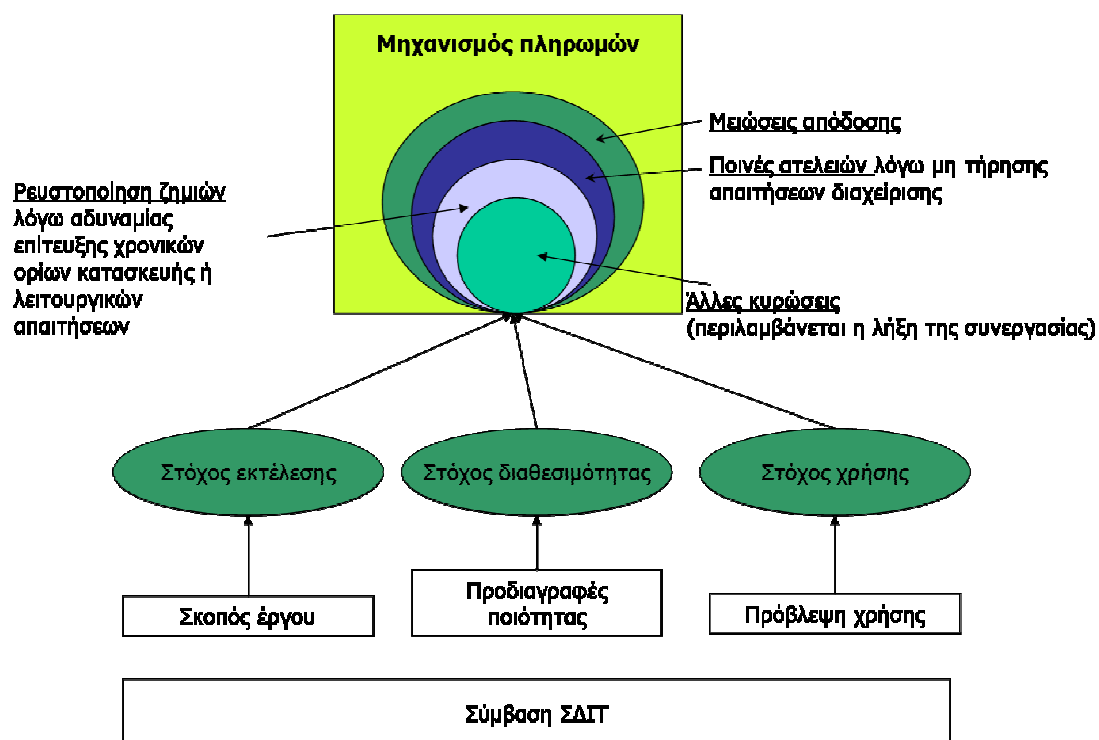 Μηχανισμός πληρωμών
Μειώσεις απόδοσης
Ποινές ατελειών λόγω μη τήρησης
απαιτήσεων διαχείρισης
Ρευστοποίηση ζημιών
λόγω αδυναμίας
επίτευξης χρονικών
ορίων κατασκευής ή
λειτουργικών
απαιτήσεων
Άλλες κυρώσεις
(περιλαμβάνεται η λήξη της συνεργασίας)
Στόχος εκτέλεσης
Στόχος διαθεσιμότητας
Στόχος χρήσης
Σκοπός έργου
Προδιαγραφές
ποιότητας
Πρόβλεψη χρήσης
Σύμβαση ΣΔΙΤ